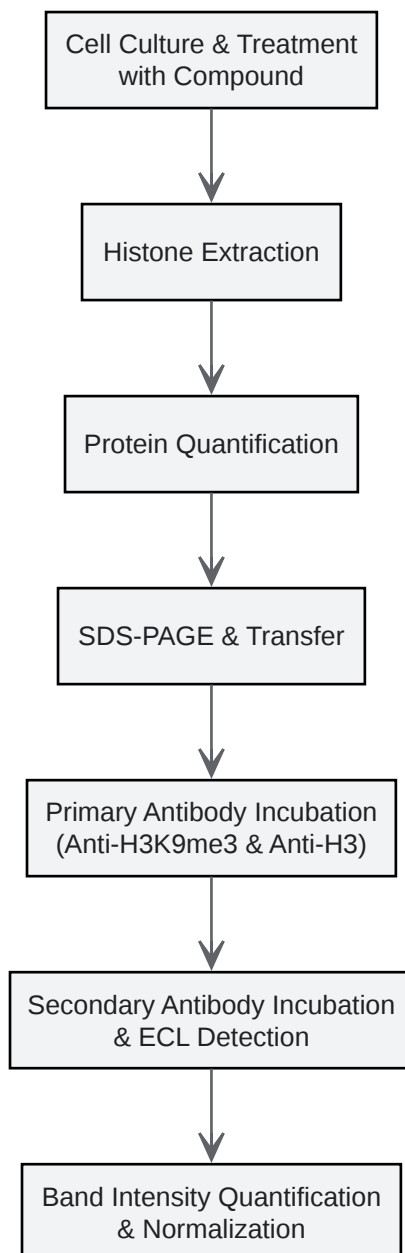 Cell Culture & Treatment
with Compound
Histone Extraction
Protein Quantification
SDS-PAGE & Transfer
Primary Antibody Incubation
(Anti-H3K9me3 & Anti-H3)
Secondary Antibody Incubation
& ECL Detection
Band Intensity Quantification
& Normalization